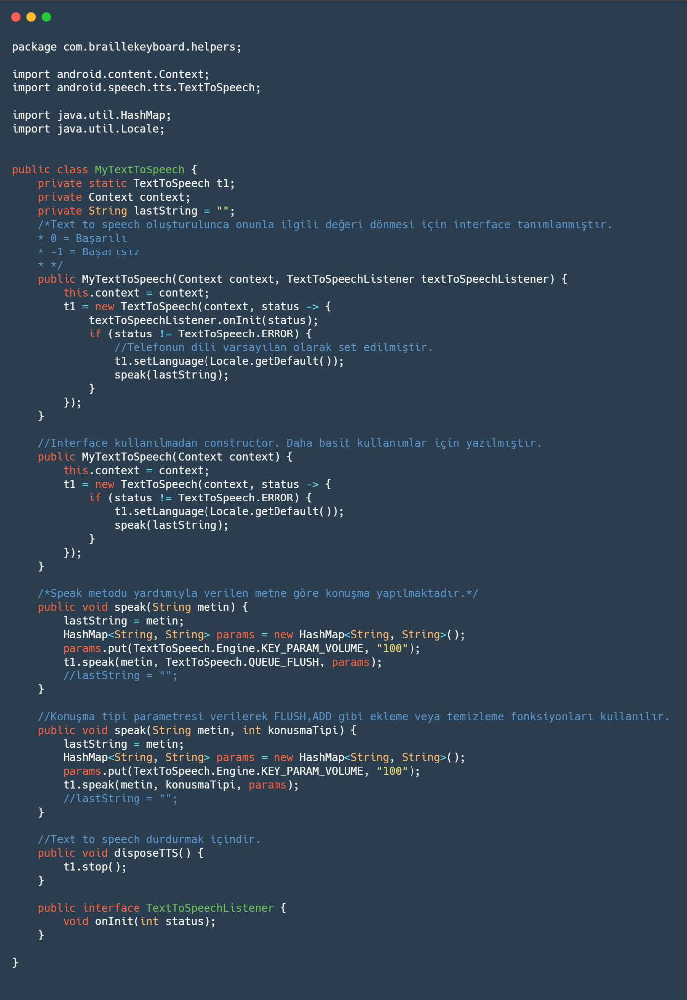 package com.braillekeyboard.helpers;

import android.content.Context;
import android.speech.tts.TextToSpeech;

import java.util.HashMap;
import java.util.Locale;


public class MyTextToSpeech {
    private static TextToSpeech t1;
    private Context context;
    private String lastString = "";
    /*Text to speech oluşturulunca onunla ilgili değeri dönmesi için interface tanımlanmıştır.
    * 0 = Başarılı
    * -1 = Başarısız
    * */
    public MyTextToSpeech(Context context, TextToSpeechListener textToSpeechListener) {
        this.context = context;
        t1 = new TextToSpeech(context, status -> {
            textToSpeechListener.onInit(status);
            if (status != TextToSpeech.ERROR) {
                //Telefonun dili varsayılan olarak set edilmiştir.
                t1.setLanguage(Locale.getDefault());
                speak(lastString);
            }
        });
    }

    //Interface kullanılmadan constructor. Daha basit kullanımlar için yazılmıştır.
    public MyTextToSpeech(Context context) {
        this.context = context;
        t1 = new TextToSpeech(context, status -> {
            if (status != TextToSpeech.ERROR) {
                t1.setLanguage(Locale.getDefault());
                speak(lastString);
            }
        });
    }

    /*Speak metodu yardımıyla verilen metne göre konuşma yapılmaktadır.*/
    public void speak(String metin) {
        lastString = metin;
        HashMap<String, String> params = new HashMap<String, String>();
        params.put(TextToSpeech.Engine.KEY_PARAM_VOLUME, "100");
        t1.speak(metin, TextToSpeech.QUEUE_FLUSH, params);
        //lastString = "";
    }

    //Konuşma tipi parametresi verilerek FLUSH,ADD gibi ekleme veya temizleme fonksiyonları kullanılır.
    public void speak(String metin, int konusmaTipi) {
        lastString = metin;
        HashMap<String, String> params = new HashMap<String, String>();
        params.put(TextToSpeech.Engine.KEY_PARAM_VOLUME, "100");
        t1.speak(metin, konusmaTipi, params);
        //lastString = "";
    }

    //Text to speech durdurmak içindir.
    public void disposeTTS() {
        t1.stop();
    }

    public interface TextToSpeechListener {
        void onInit(int status);
    }

}